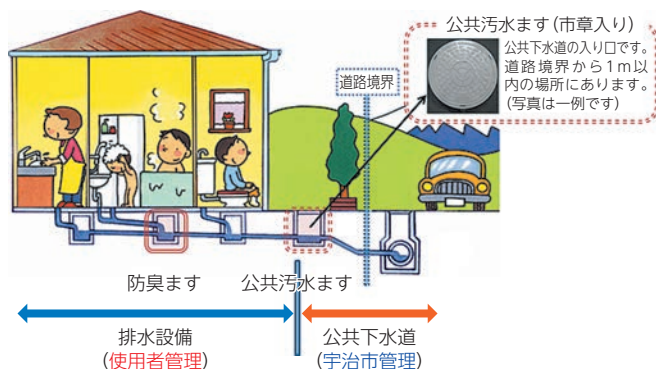 公共汚水ます(市章入り)
公共下水道の入り口です。
道路境界から1m以
内の場所にあります。
(写真は一例です)
道路境界
防臭ます
公共汚水ます
排水設備
(使用者管理)
公共下水道
(宇治市管理)